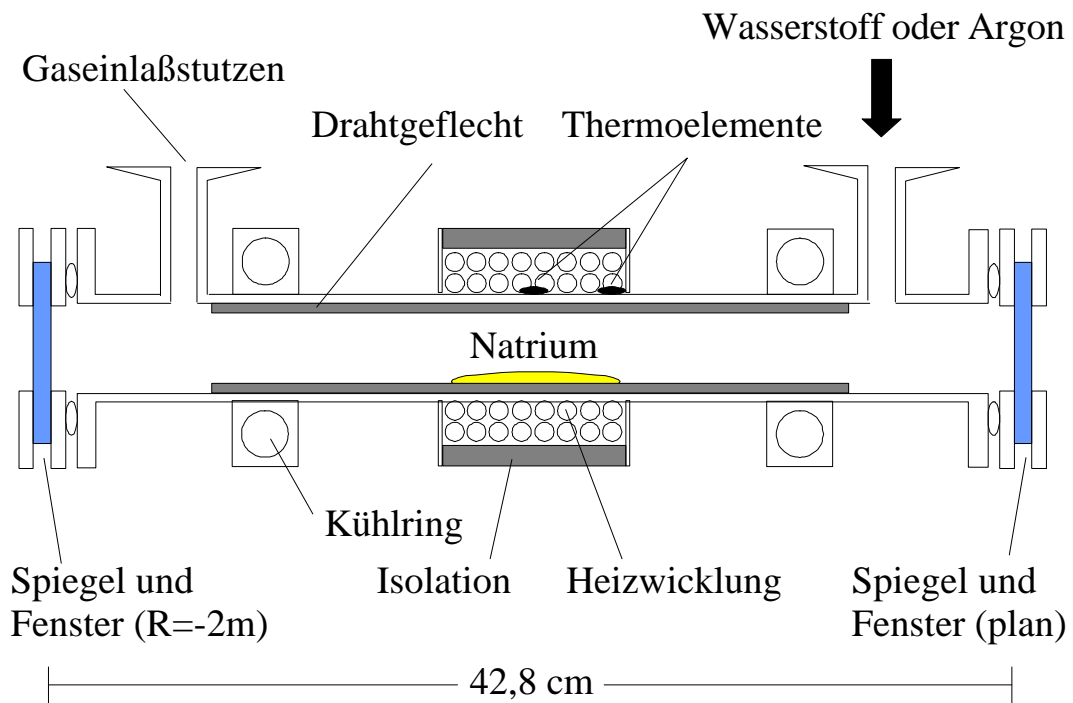 Wasserstoff oder Argon
Gaseinlaßstutzen
Drahtgeflecht
Thermoelemente
Natrium
Kühlring
Isolation
Heizwicklung
Spiegel und
Fenster (R=-2m)
Spiegel und
Fenster (plan)
42,8 cm